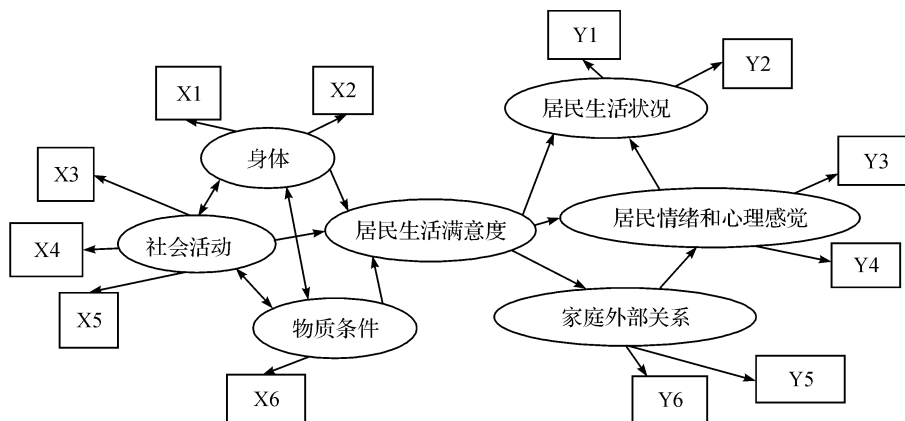 Y1
Y2
X1
X2
居民生活状况
身体
X3
Y3
居民生活满意度
居民情绪和心理感觉
X4
社会活动
Y4
X5
物质条件
家庭外部关系
X6
Y6
Y5